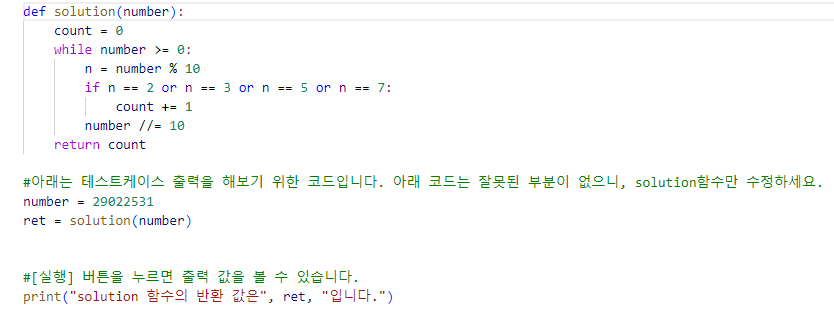 def solution(number):
    count = 0
    while number >= 0:
        n = number % 10
        if n == 2 or n == 3 or n == 5 or n == 7:
            count += 1
        number //= 10
    return count
#아래는 테스트케이스 출력을 해보기 위한 코드입니다. 아래 코드는 잘못된 부분이 없으니, solution함수만 수정하세요.
number = 29022531
ret = solution(number)
#[실행] 버튼을 누르면 출력 값을 볼 수 있습니다.
print("solution 함수의 반환 값은", ret, "입니다.")